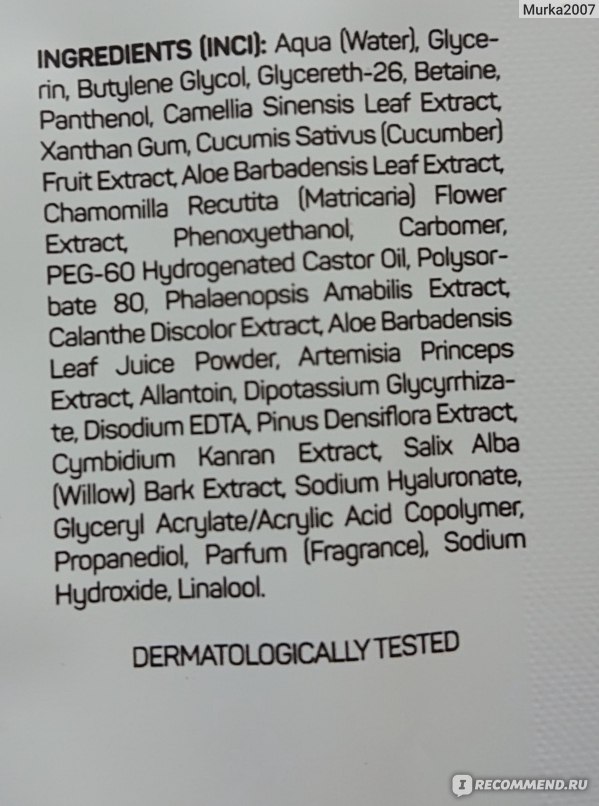 Murka2007
INGREDIENTS (INCI): Aqua (Water), Glyce-
rin, Butylene Glycol, Glycereth-26, Betaine,
Panthenol, Camellia Sinensis Leaf Extract,
Xanthan Gum, Cucumis Sativus (Cucumber)
Fruit Extract, Aloe Barbadensis Leaf Extract,
Chamomilla Recutita (Matricaria) Flower
Extract, Phenoxyethanol, Carbomer,
PEG-60 Hydrogenated Castor Oil, Polysor-
bate 80, Phalaenopsis Amabilis Extract,
Calanthe Discolor Extract, Aloe Barbadensis
Leaf Juice Powder, Artemisia Princeps
Extract, Allantoin, Dipotassium Glycyrrhiza-
te, Disodium EDTA, Pinus Densiflora Extract,
Cymbidium Kanran Extract, Salix Alba
(Willow) Bark Extract, Sodium Hyaluronate,
Glyceryl Acrylate/Acrylic Acid Copolymer,
Propanediol, Parfum (Fragrance), Sodium
Hydroxide, Linalool.
DERMATOLOGICALLY TESTED
I RECOMMEND.RU